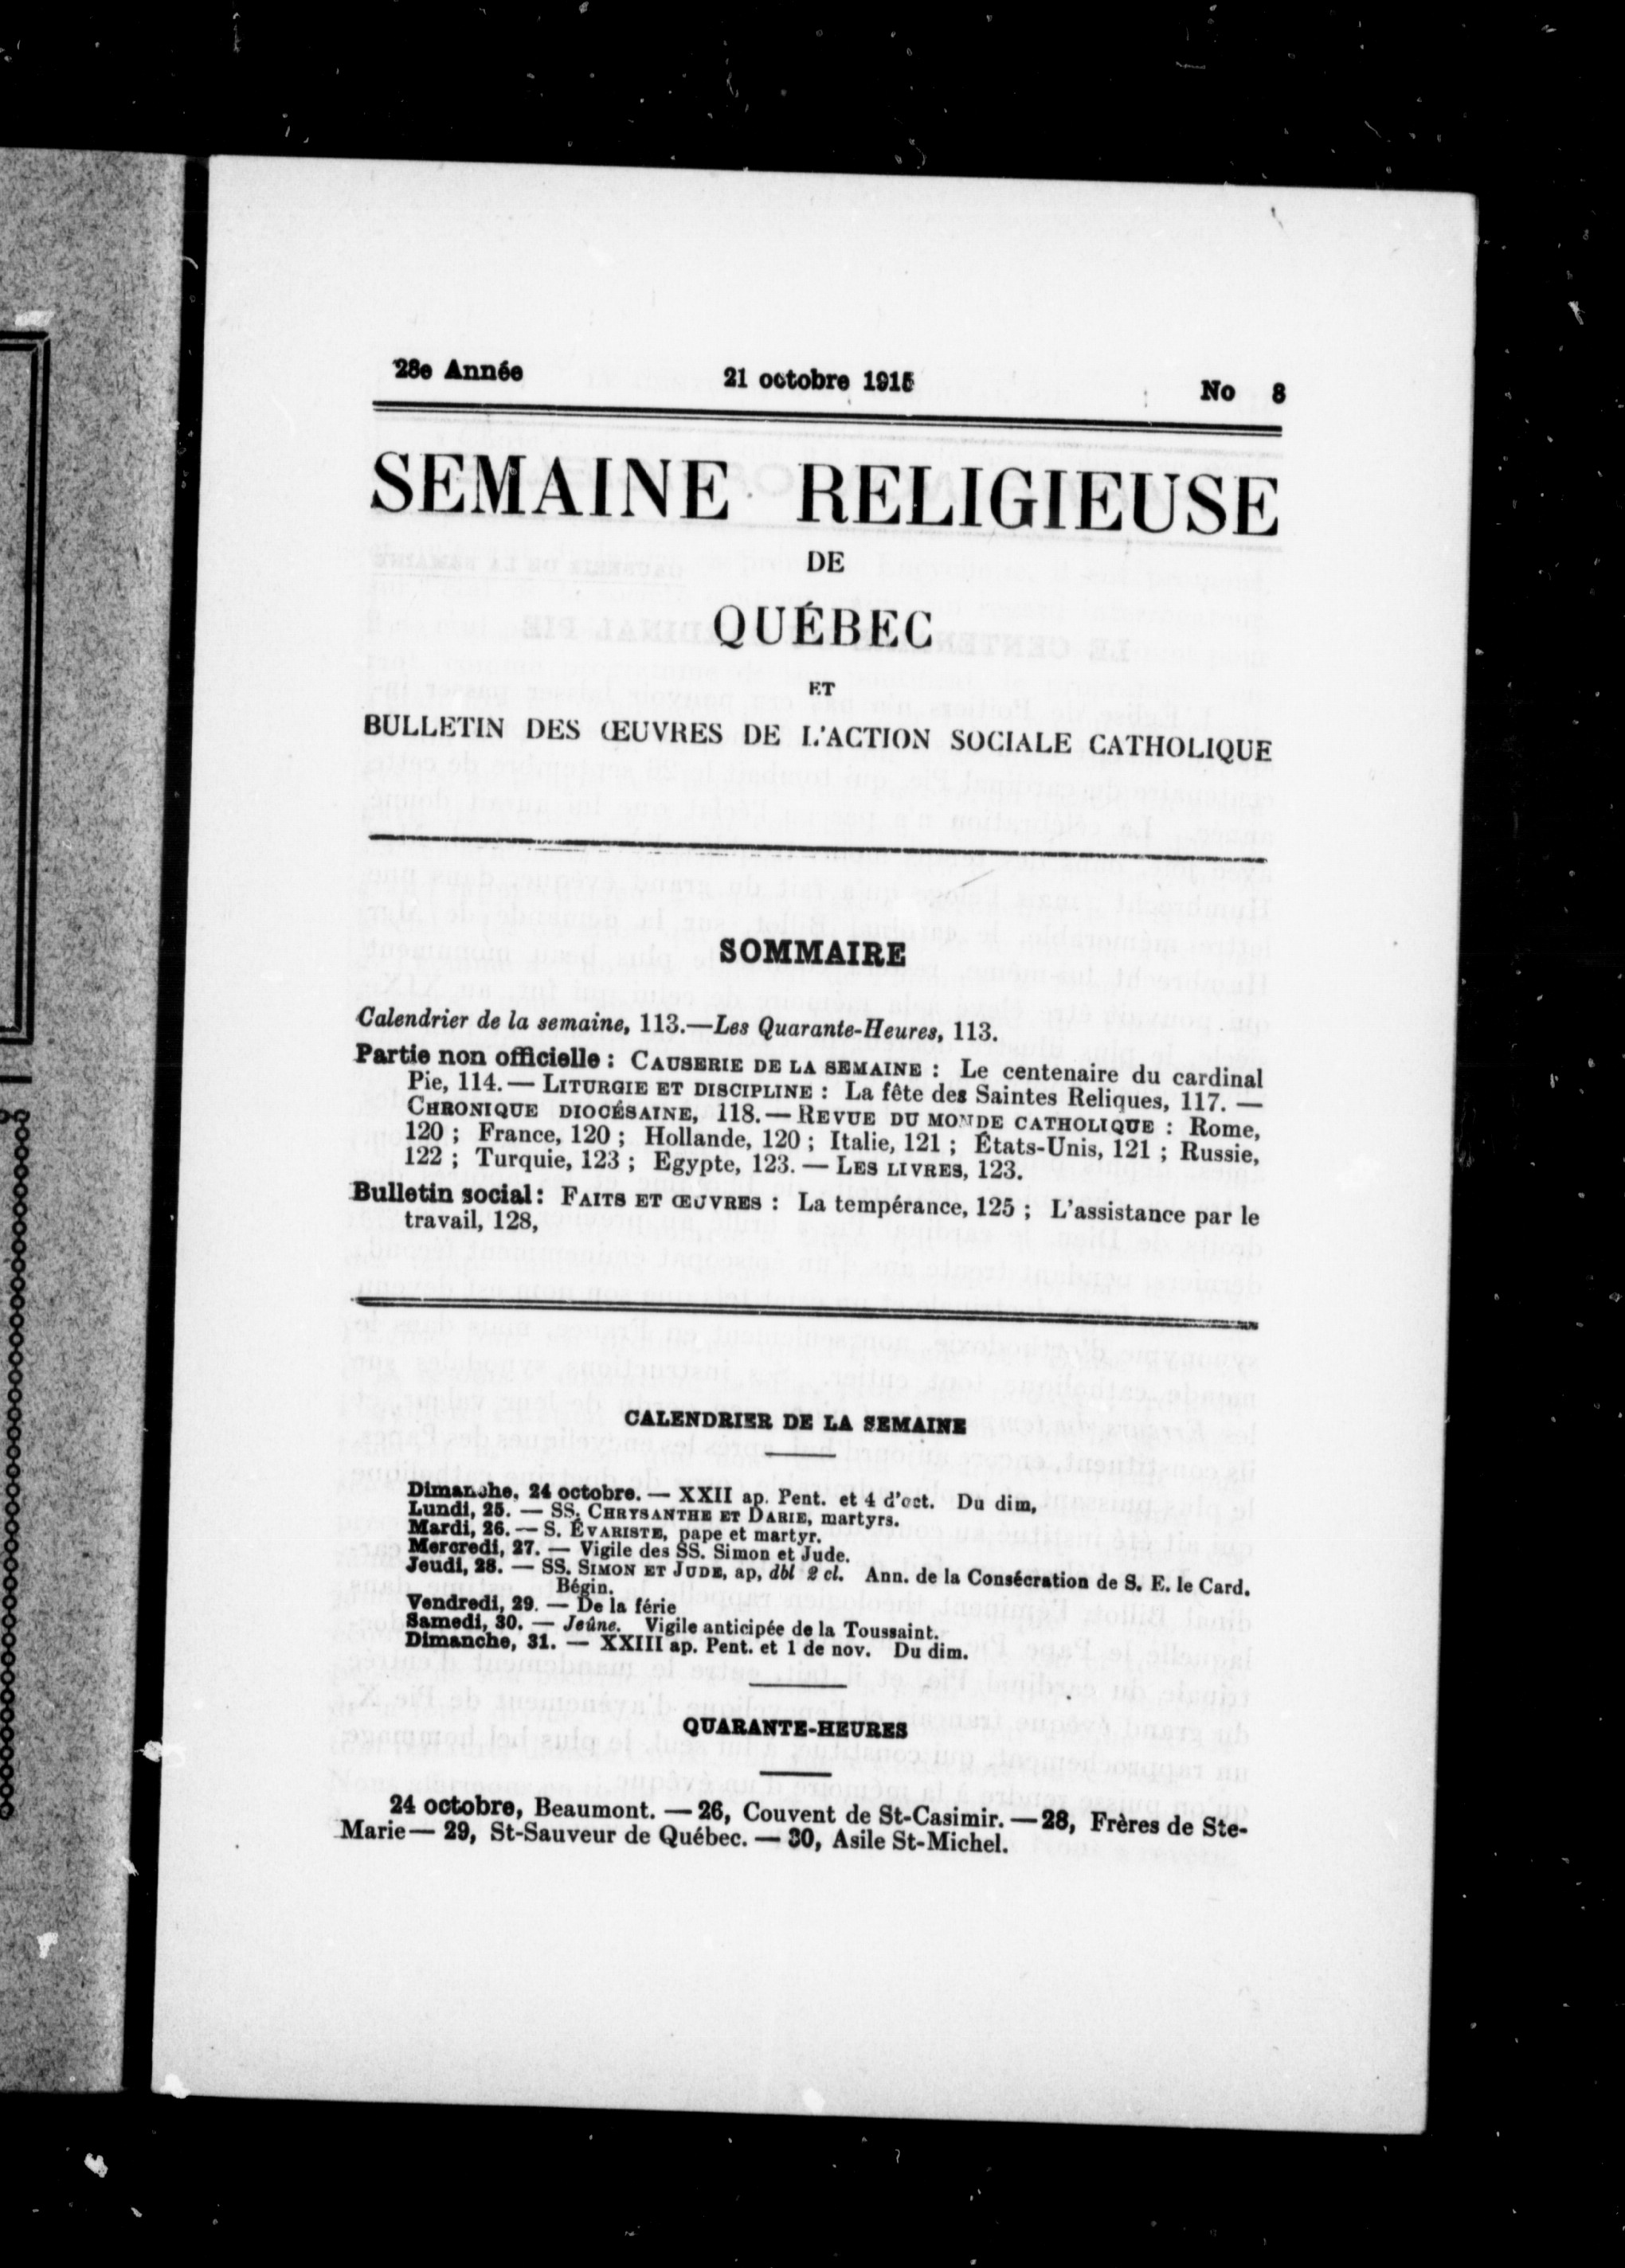 28e Année 21 octobre 1915 No 8
SEMAINE RELIGIEUSE
DE
QUÉBEC
ET
BULLETIN DES ŒUVRES DE L'ACTION SOCIALE CATHOLIQUE
SOMMAIRE
Calendrier de la semaine, 113.—Les Quarante-Heures, 113.
Partie non officielle : CAUSERIE DE LA SEMAINE : Le centenaire du cardinal
Pie, 114. — LITURGIE ET DISCIPLINE : La fête des Saintes Reliques, 117. —
CHRONIQUE DIOCÉSAINE, 118. — REVUE DU MONDE CATHOLIQUE : Rome,
120 ; France, 120 ; Hollande, 120 ; Italie, 121 ; États-Unis, 121 ; Russie,
122 ; Turquie, 123 ; Egypte, 123. — LES LIVRES, 123.
Bulletin social : FAITS ET ŒUVRES : La tempérance, 125 ; L'assistance par le
travail, 128,
CALENDRIER DE LA SEMAINE
Dimanche, 24 octobre. — XXII ap. Pent. et 4 d'oct. Du dim,
Lundi, 25. — SS. CHRYSANTHE ET DARIE, martyrs.
Mardi, 26. — S. ÉVARISTE, pape et martyr.
Mercredi, 27. — Vigile des SS. Simon et Jude.
Jeudi, 28. — SS. SIMON ET JUDE, ap, dbl 2 cl. Ann. de la Consécration de S. E. le Card.
Bégin.
Vendredi, 29. — De la férie
Samedi, 30. — Jeûne. Vigile anticipée de la Toussaint.
Dimanche, 31. — XXIII ap. Pent. et 1 de nov. Du dim.
QUARANTE-HEURES
24 octobre, Beaumont. — 26, Couvent de St-Casimir. — 28, Frères de Ste-
Marie — 29, St-Sauveur de Québec. — 30, Asile St-Michel.